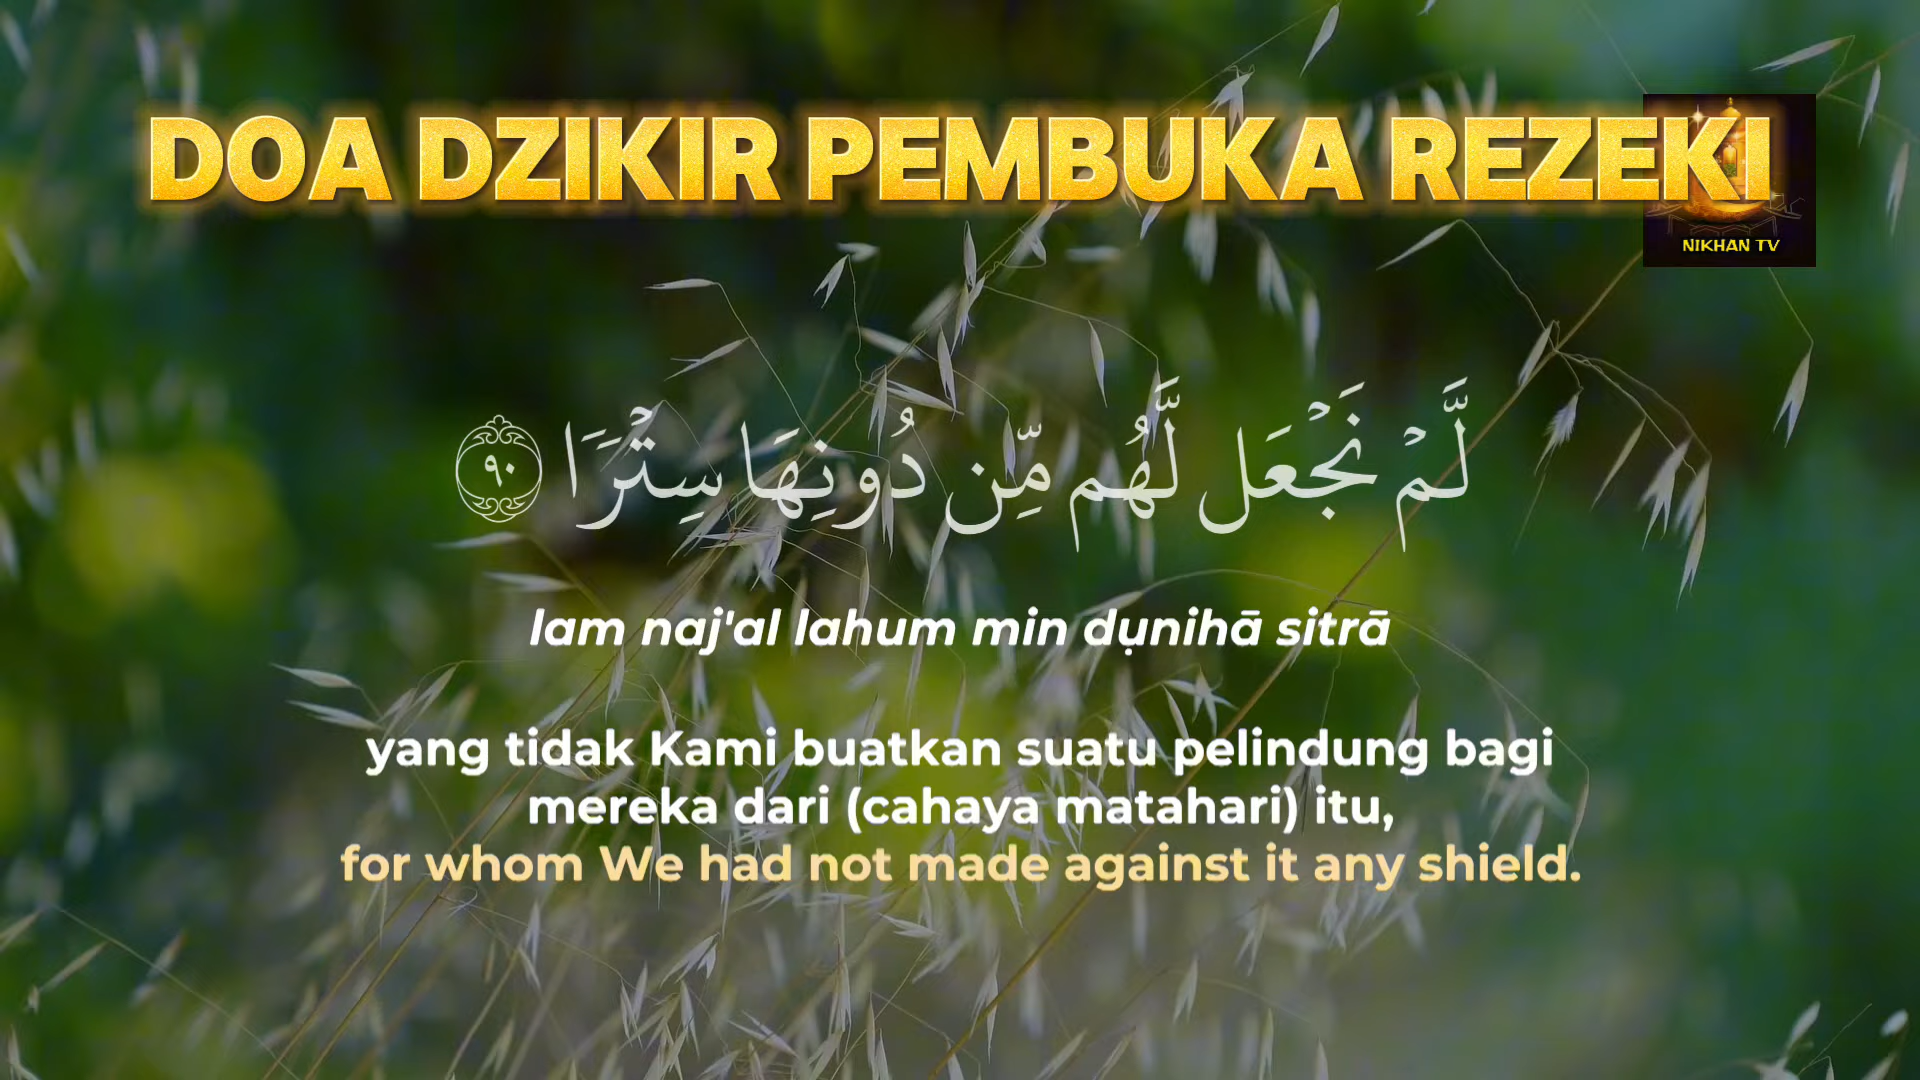 DOA DZIKIR PEMBUKA REZEKI
NIKHAN TV
لَّمْ نَجْعَل لَّهُم مِّن دُونِهَا سِتْرًا ٩٠
lam naj'al lahum min dụnihā sitrā
yang tidak Kami buatkan suatu pelindung bagi
mereka dari (cahaya matahari) itu,
for whom We had not made against it any shield.